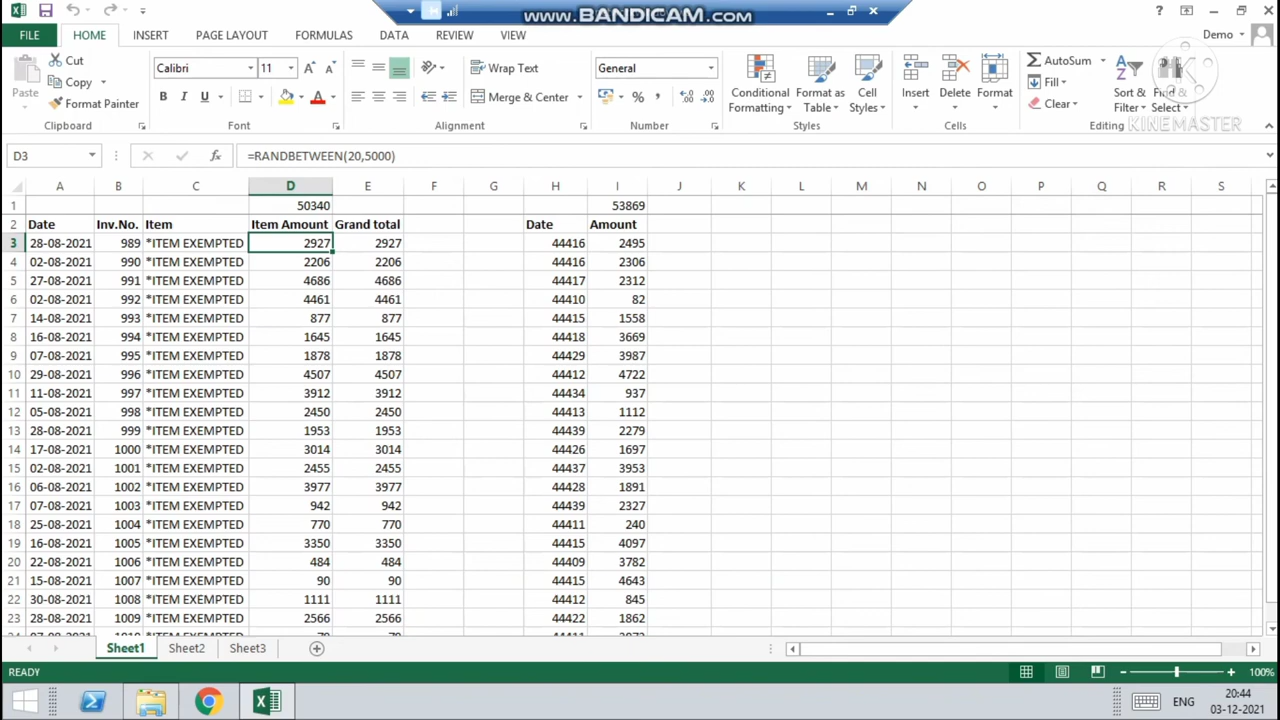 www.BANDICAM.com
FILE HOME INSERT PAGE LAYOUT FORMULAS DATA REVIEW VIEW Demo
Cut
Copy
Format Painter
Paste
Clipboard
Calibri 11
B I U A
Font
Wrap Text
Merge & Center
Alignment
General
%
Number
Conditional Formatting
Format as Table
Cell Styles
Styles
Insert Delete Format
Cells
AutoSum
Fill
Clear
Sort & Filter
Find & Select
Editing
KINEMASTER
D3 =RANDBETWEEN(20,5000)
A B C D E F G H I J K L M N O P Q R S
1 50340 53869
2 Date Inv.No. Item Item Amount Grand total Date Amount
3 28-08-2021 989 *ITEM EXEMPTED 2927 2927 44416 2495
4 02-08-2021 990 *ITEM EXEMPTED 2206 2206 44416 2306
5 27-08-2021 991 *ITEM EXEMPTED 4686 4686 44417 2312
6 02-08-2021 992 *ITEM EXEMPTED 4461 4461 44410 82
7 14-08-2021 993 *ITEM EXEMPTED 877 877 44415 1558
8 16-08-2021 994 *ITEM EXEMPTED 1645 1645 44418 3669
9 07-08-2021 995 *ITEM EXEMPTED 1878 1878 44429 3987
10 29-08-2021 996 *ITEM EXEMPTED 4507 4507 44412 4722
11 11-08-2021 997 *ITEM EXEMPTED 3912 3912 44434 937
12 05-08-2021 998 *ITEM EXEMPTED 2450 2450 44413 1112
13 28-08-2021 999 *ITEM EXEMPTED 1953 1953 44439 2279
14 17-08-2021 1000 *ITEM EXEMPTED 3014 3014 44426 1697
15 02-08-2021 1001 *ITEM EXEMPTED 2455 2455 44437 3953
16 06-08-2021 1002 *ITEM EXEMPTED 3977 3977 44428 1891
17 07-08-2021 1003 *ITEM EXEMPTED 942 942 44439 2327
18 25-08-2021 1004 *ITEM EXEMPTED 770 770 44411 240
19 16-08-2021 1005 *ITEM EXEMPTED 3350 3350 44415 4097
20 22-08-2021 1006 *ITEM EXEMPTED 484 484 44409 3782
21 15-08-2021 1007 *ITEM EXEMPTED 90 90 44415 4643
22 30-08-2021 1008 *ITEM EXEMPTED 1111 1111 44412 845
23 28-08-2021 1009 *ITEM EXEMPTED 2566 2566 44422 1862
Sheet1 Sheet2 Sheet3
READY 100%
ENG 20:44
03-12-2021